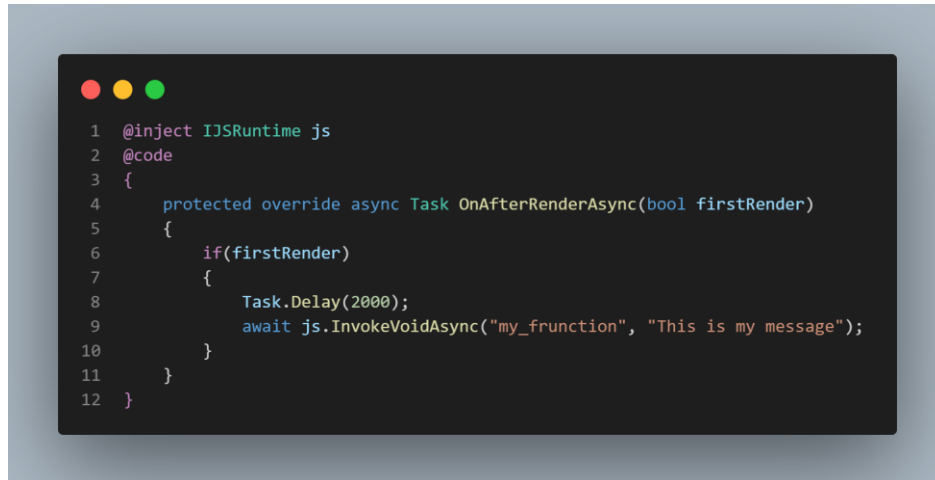 1 @inject IJSRuntime js
2 @code
3 {
4     protected override async Task OnAfterRenderAsync(bool firstRender)
5     {
6         if(firstRender)
7         {
8             Task.Delay(2000);
9             await js.InvokeVoidAsync("my_frunction", "This is my message");
10         }
11     }
12 }